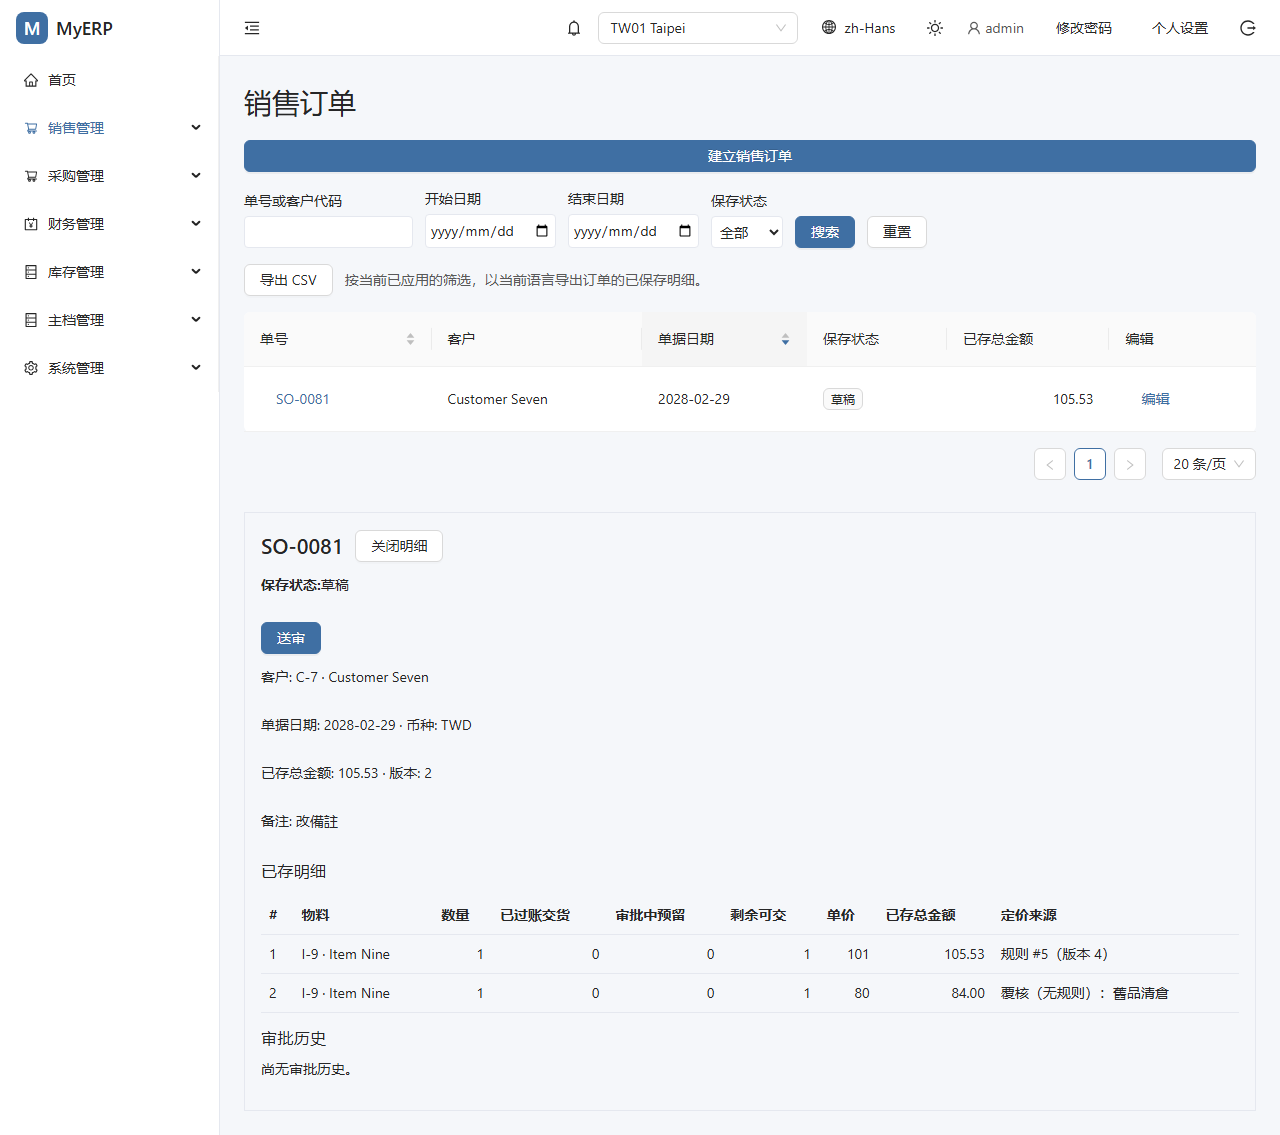 M MyERP
TW01 Taipei
zh-Hans
admin
修改密码
个人设置
首页
销售管理
采购管理
财务管理
库存管理
主档管理
系统管理
销售订单
建立销售订单
单号或客户代码 开始日期 结束日期 保存状态
yyyy/mm/dd yyyy/mm/dd 全部 搜索 重置
导出 CSV 按当前已应用的筛选，以当前语言导出订单的已保存明细。
单号 客户 单据日期 保存状态 已存总金额 编辑
SO-0081 Customer Seven 2028-02-29 草稿 105.53 编辑
< 1 > 20 条/页
SO-0081 关闭明细
保存状态:草稿
送审
客户: C-7 · Customer Seven
单据日期: 2028-02-29 · 币种: TWD
已存总金额: 105.53 · 版本: 2
备注: 改備註
已存明细
# 物料 数量 已过账交货 审批中预留 剩余可交 单价 已存总金额 定价来源
1 I-9 · Item Nine 1 0 0 1 101 105.53 规则 #5（版本 4）
2 I-9 · Item Nine 1 0 0 1 80 84.00 覆核（无规则）：舊品清倉
审批历史
尚无审批历史。